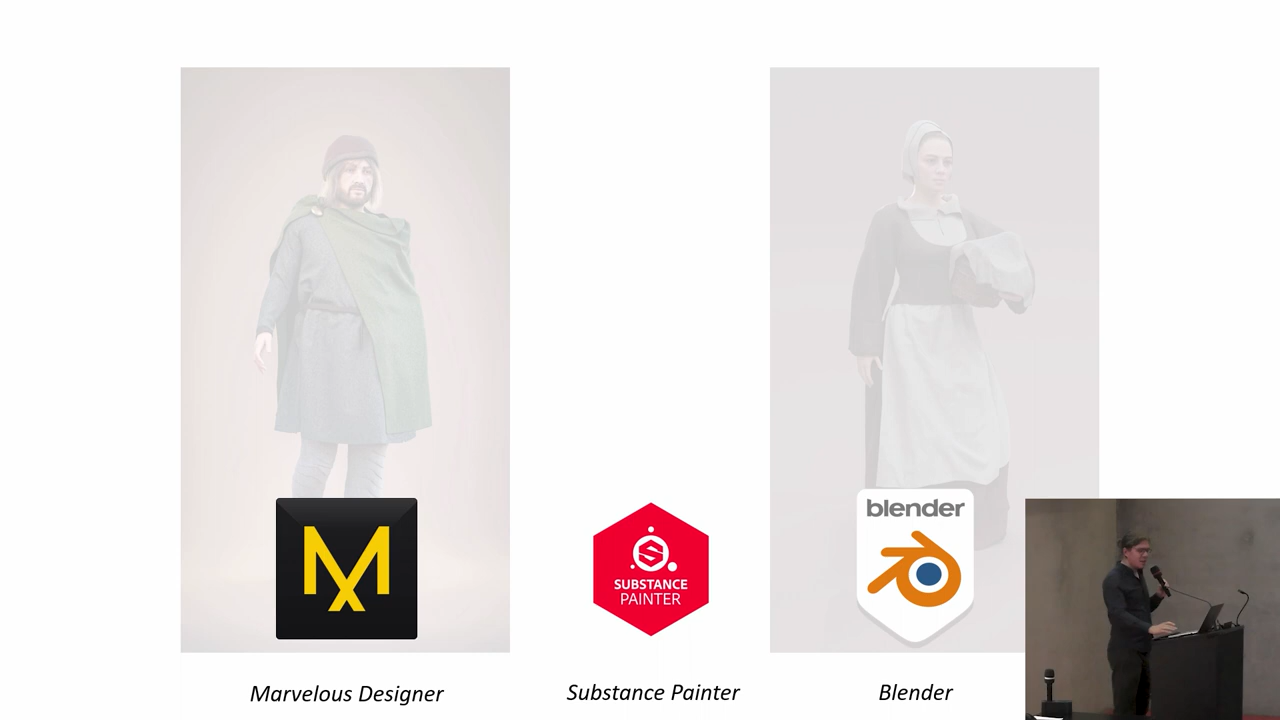 M
X
SUBSTANCE
PAINTER
blender
Marvelous Designer
Substance Painter
Blender